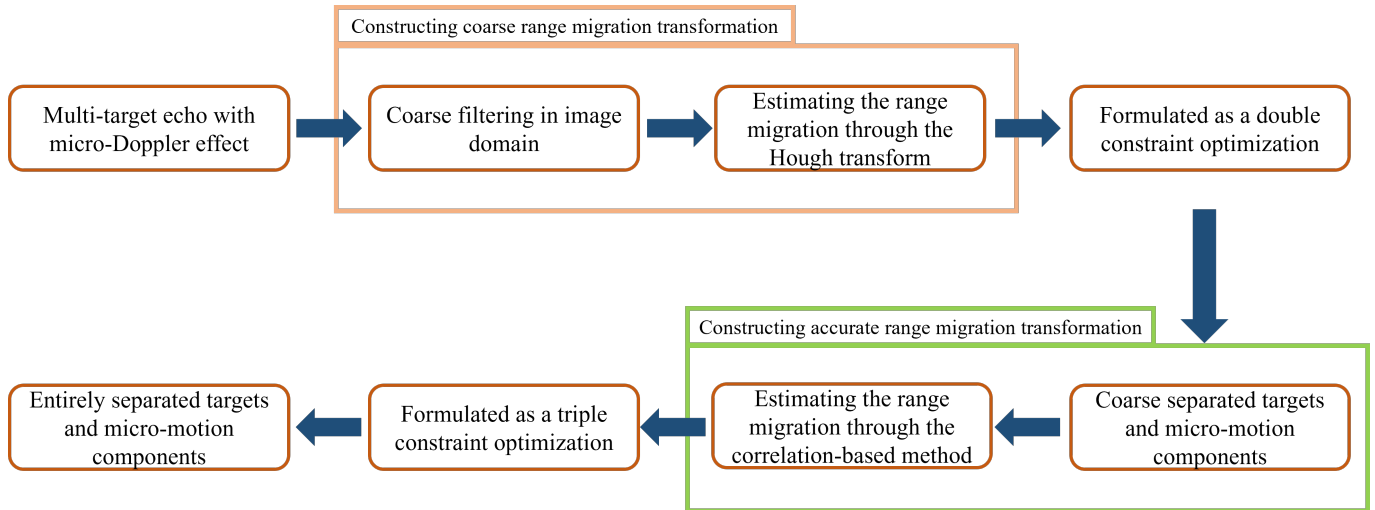 Constructing coarse range migration transformation
Multi-target echo with
micro-Doppler effect
Coarse filtering in image
domain
Estimating the range
migration through the
Hough transform
Formulated as a double
constraint optimization
Constructing accurate range migration transformation
Coarse separated targets
and micro-motion
components
Estimating the range
migration through the
correlation-based method
Formulated as a triple
constraint optimization
Entirely separated targets
and micro-motion
components